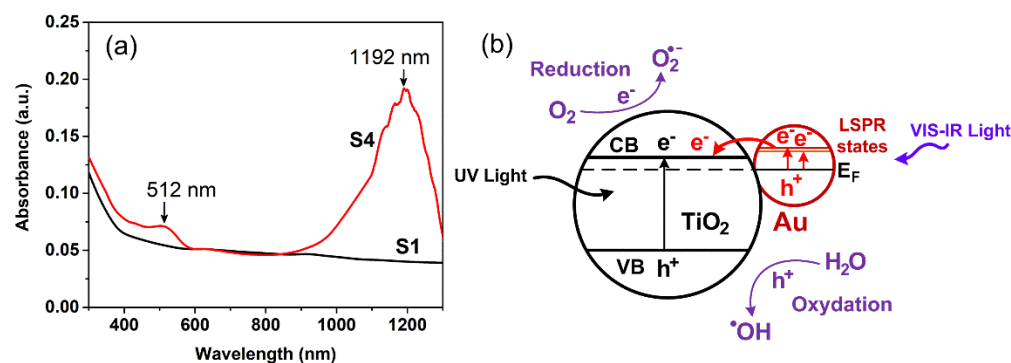 (a)
Absorbance (a.u.)
0.25
0.20
0.15
0.10
0.05
0.00
1192 nm
S4
512 nm
S1
400 600 800 1000 1200
Wavelength (nm)
(b)
Reduction
O₂ e⁻ O₂•⁻
CB e⁻ e⁻
e⁻ e⁻
LSPR
states
VIS-IR Light
E_F
h⁺
Au
UV Light
TiO₂
VB h⁺
H₂O
h⁺
Oxydation
•OH